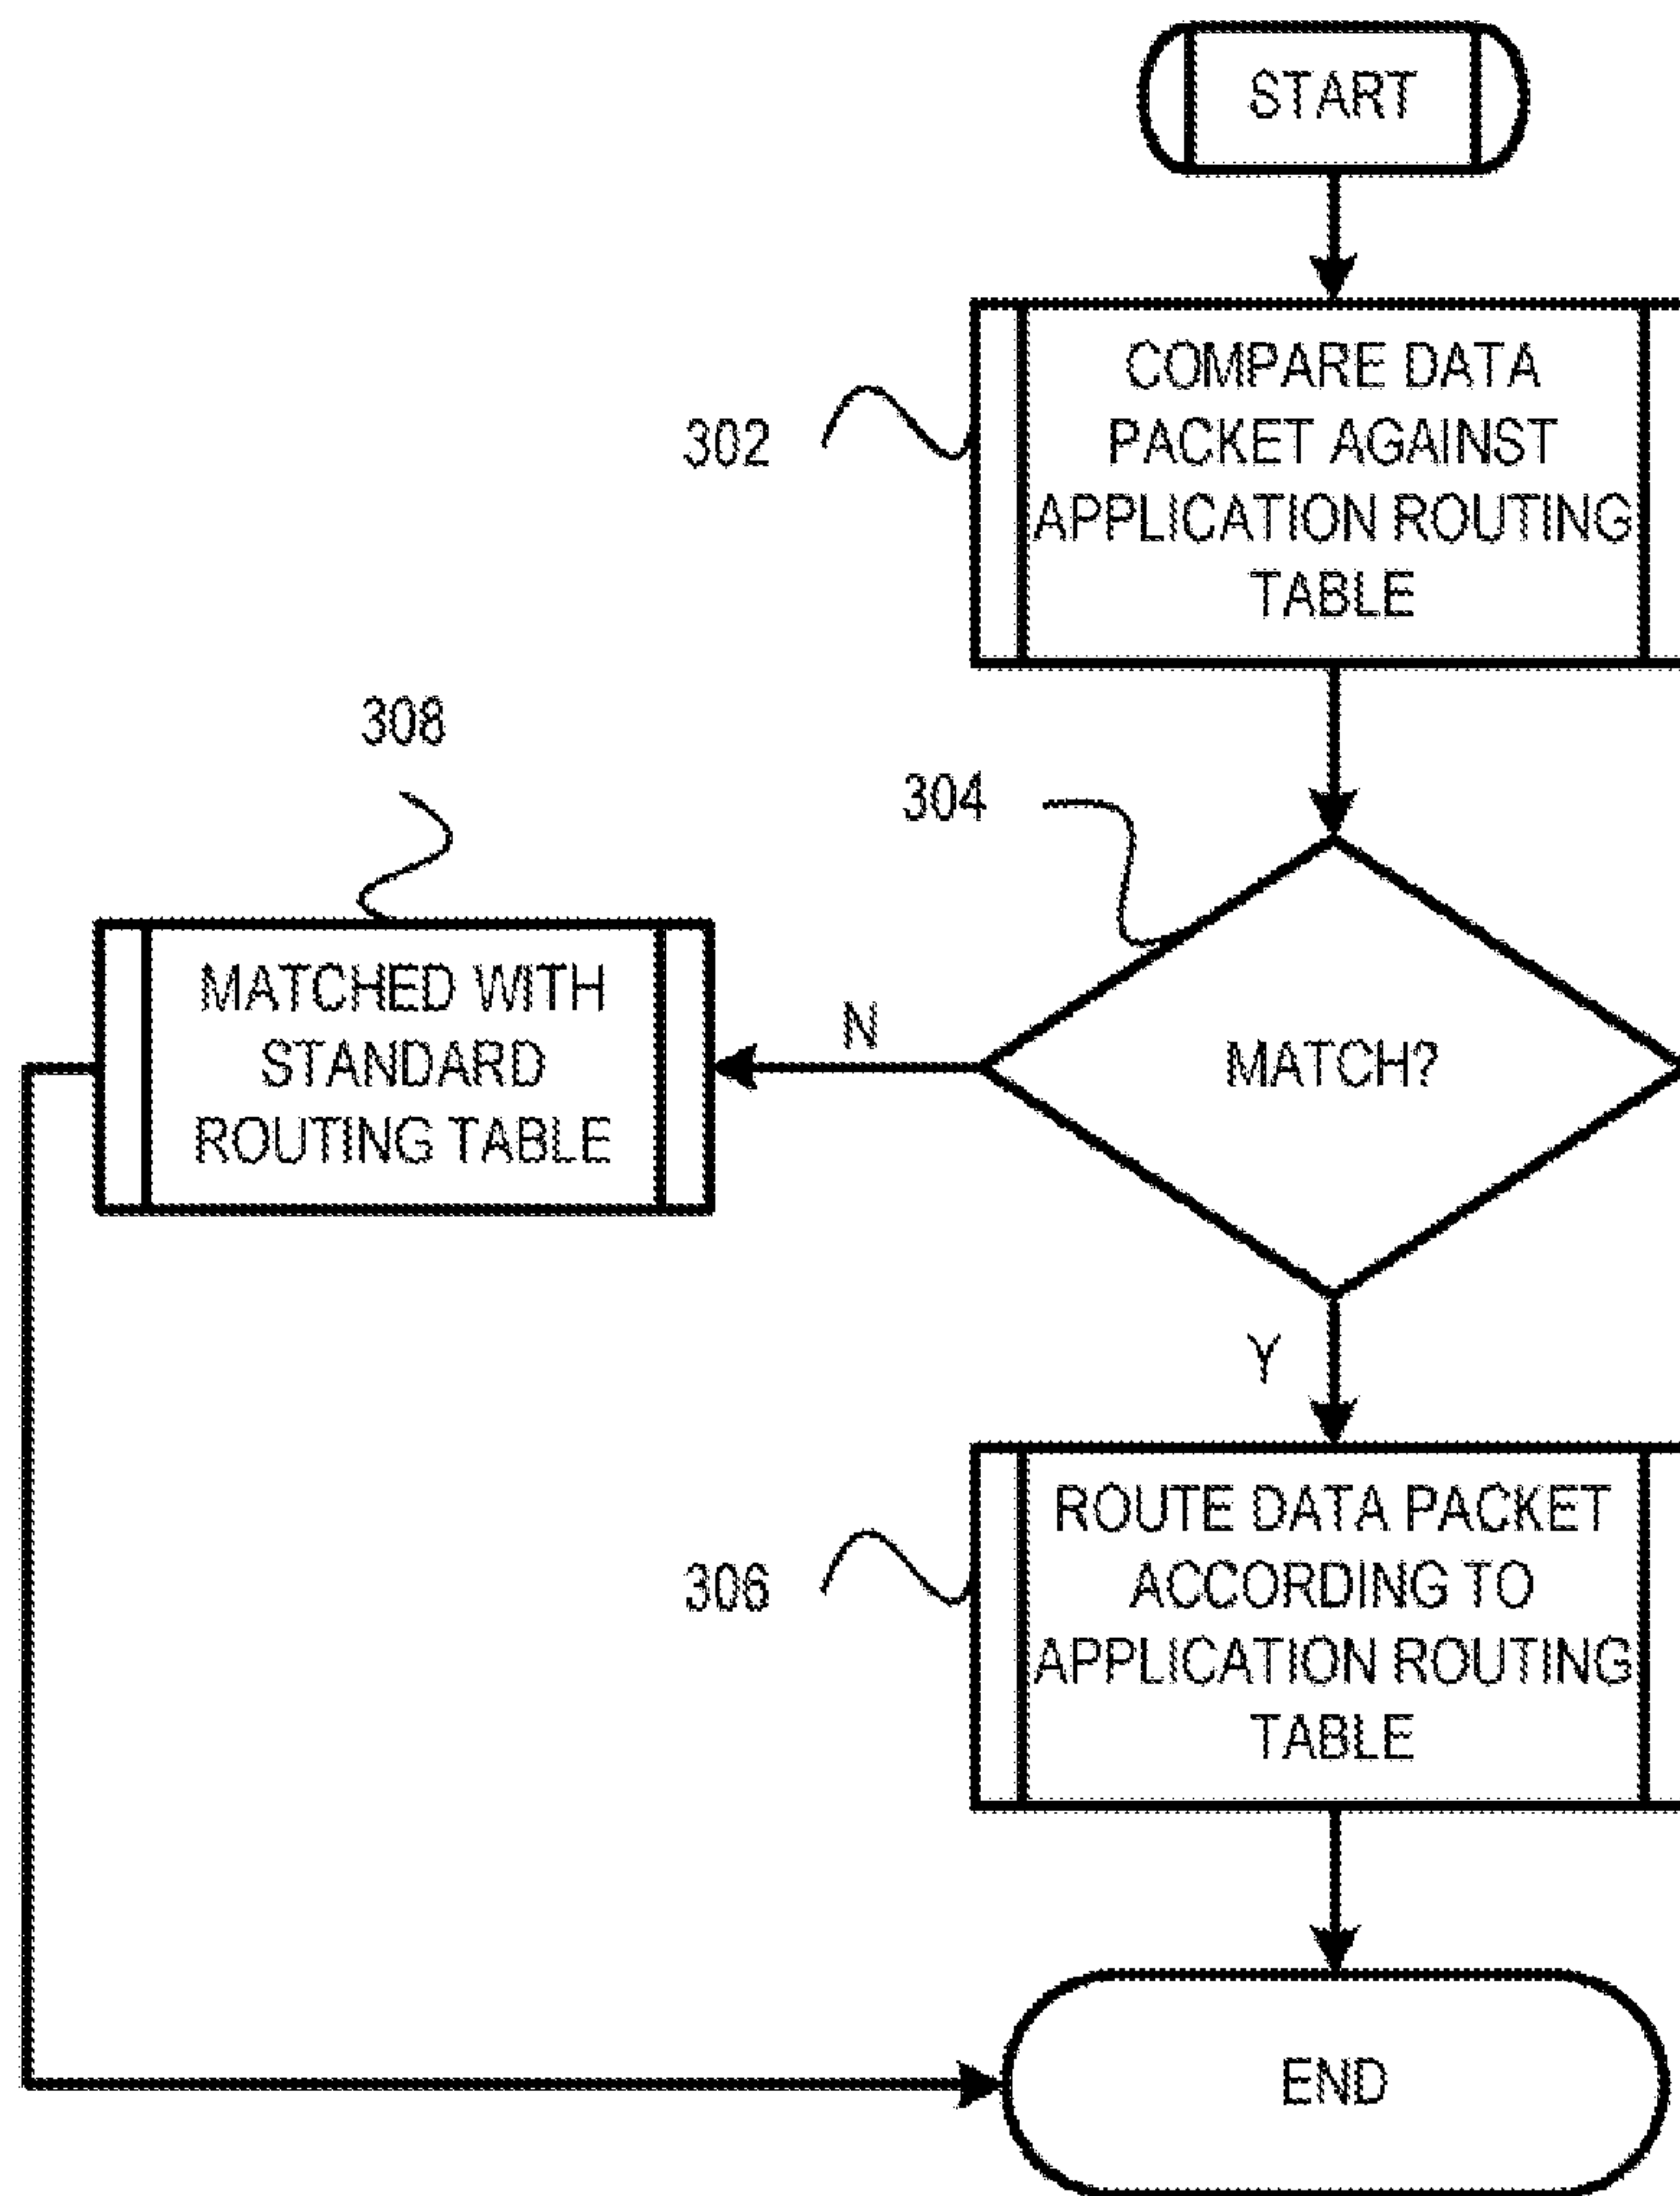 START
302
COMPARE DATA
PACKET AGAINST
APPLICATION ROUTING
TABLE
308
304
MATCHED WITH
STANDARD
ROUTING TABLE
N
MATCH?
Y
306
ROUTE DATA PACKET
ACCORDING TO
APPLICATION ROUTING
TABLE
END